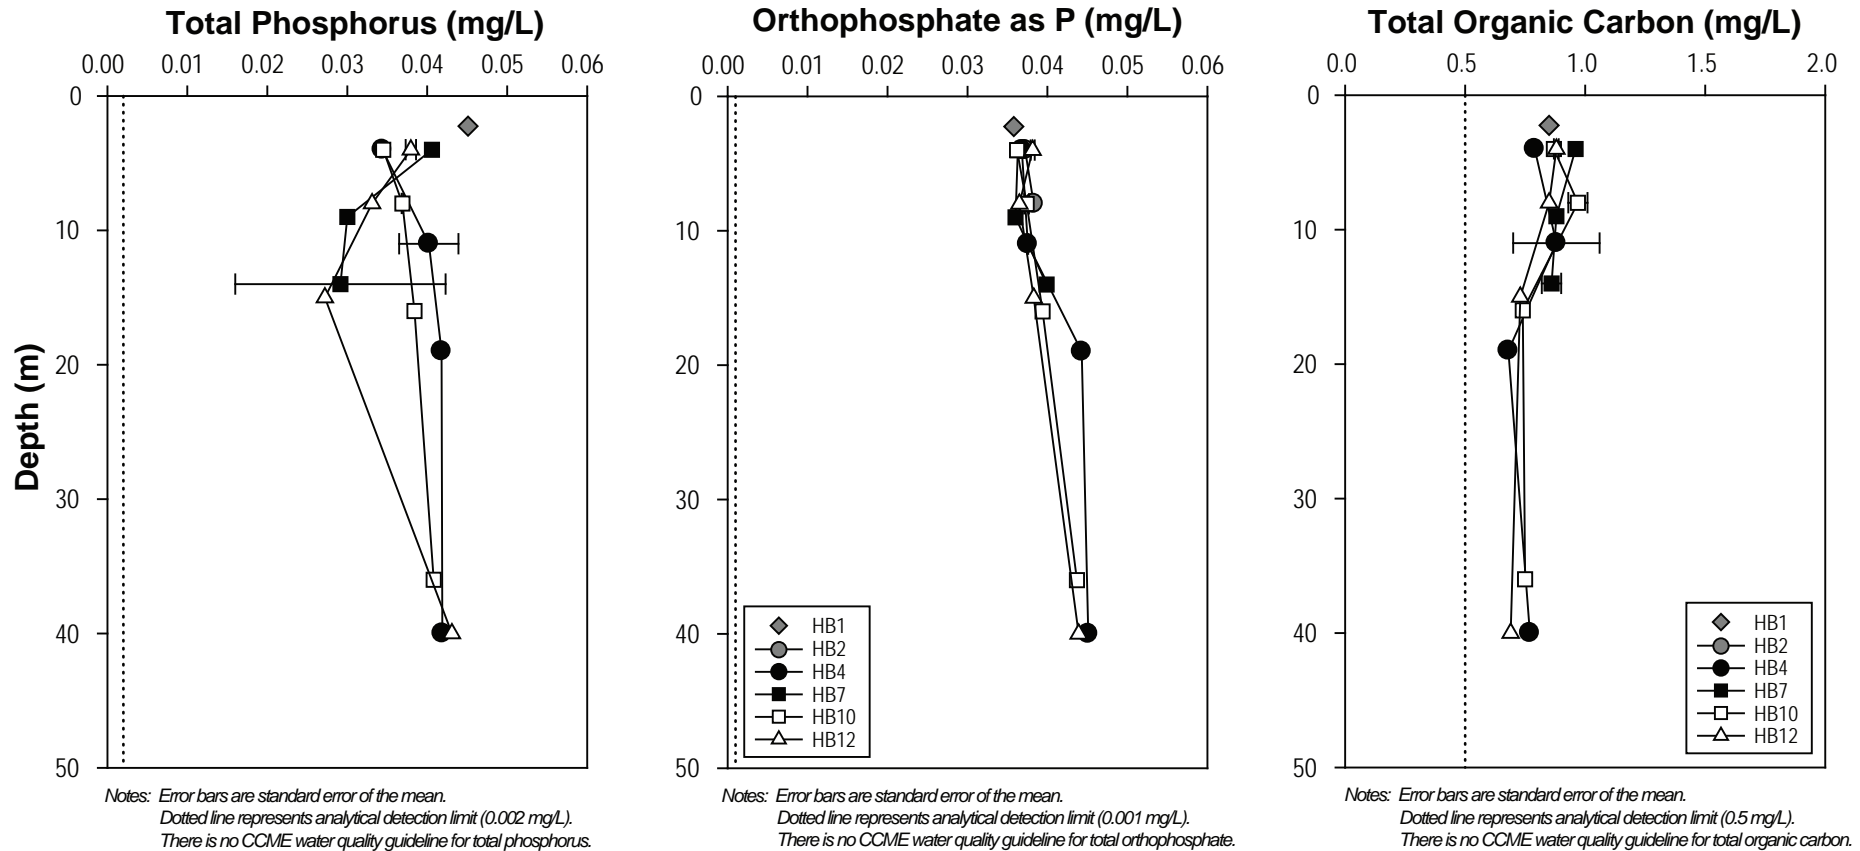 Total Phosphorus (mg/L)
0.00 0.01 0.02 0.03 0.04 0.05 0.06
Depth (m)
0
10
20
30
40
50
Notes: Error bars are standard error of the mean.
Dotted line represents analytical detection limit (0.002 mg/L).
There is no CCME water quality guideline for total phosphorus.
Orthophosphate as P (mg/L)
0.00 0.01 0.02 0.03 0.04 0.05 0.06
0
10
20
30
40
50
HB1
HB2
HB4
HB7
HB10
HB12
Notes: Error bars are standard error of the mean.
Dotted line represents analytical detection limit (0.001 mg/L).
There is no CCME water quality guideline for total orthophosphate.
Total Organic Carbon (mg/L)
0.0 0.5 1.0 1.5 2.0
0
10
20
30
40
50
HB1
HB2
HB4
HB7
HB10
HB12
Notes: Error bars are standard error of the mean.
Dotted line represents analytical detection limit (0.5 mg/L).
There is no CCME water quality guideline for total organic carbon.